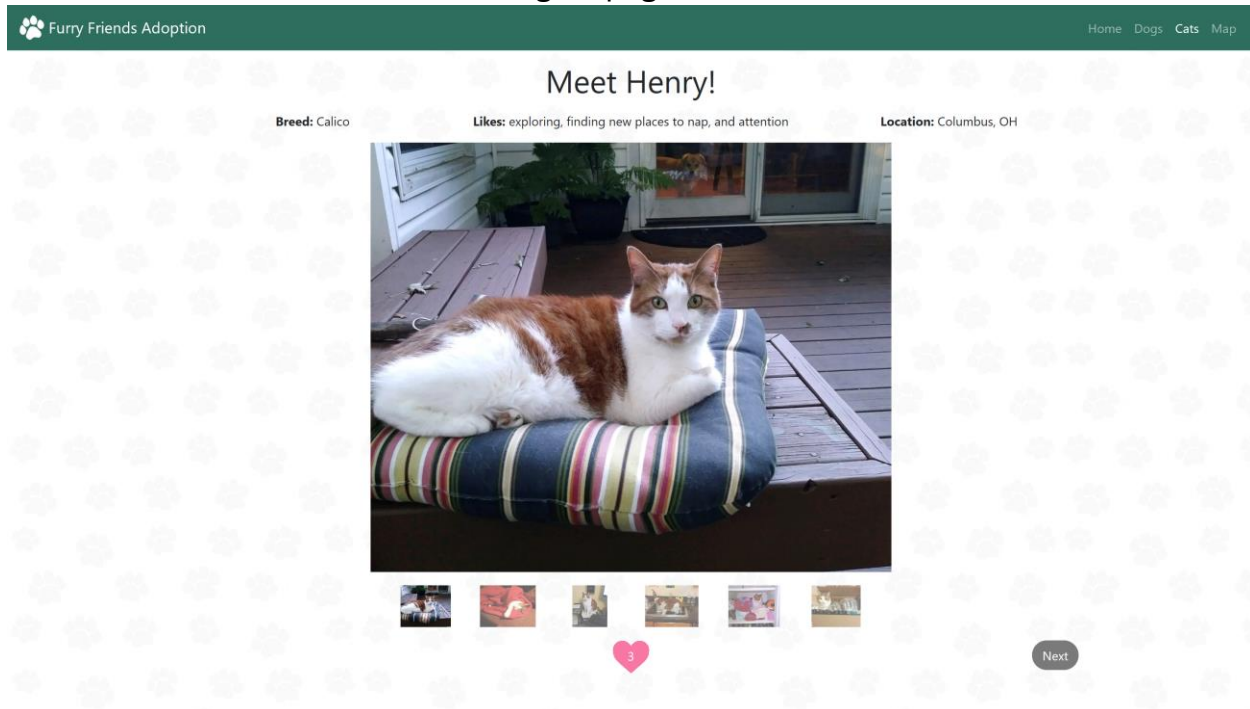 Furry Friends Adoption
Home Dogs Cats Map
Meet Henry!
Breed: Calico
Likes: exploring, finding new places to nap, and attention
Location: Columbus, OH
3
Next